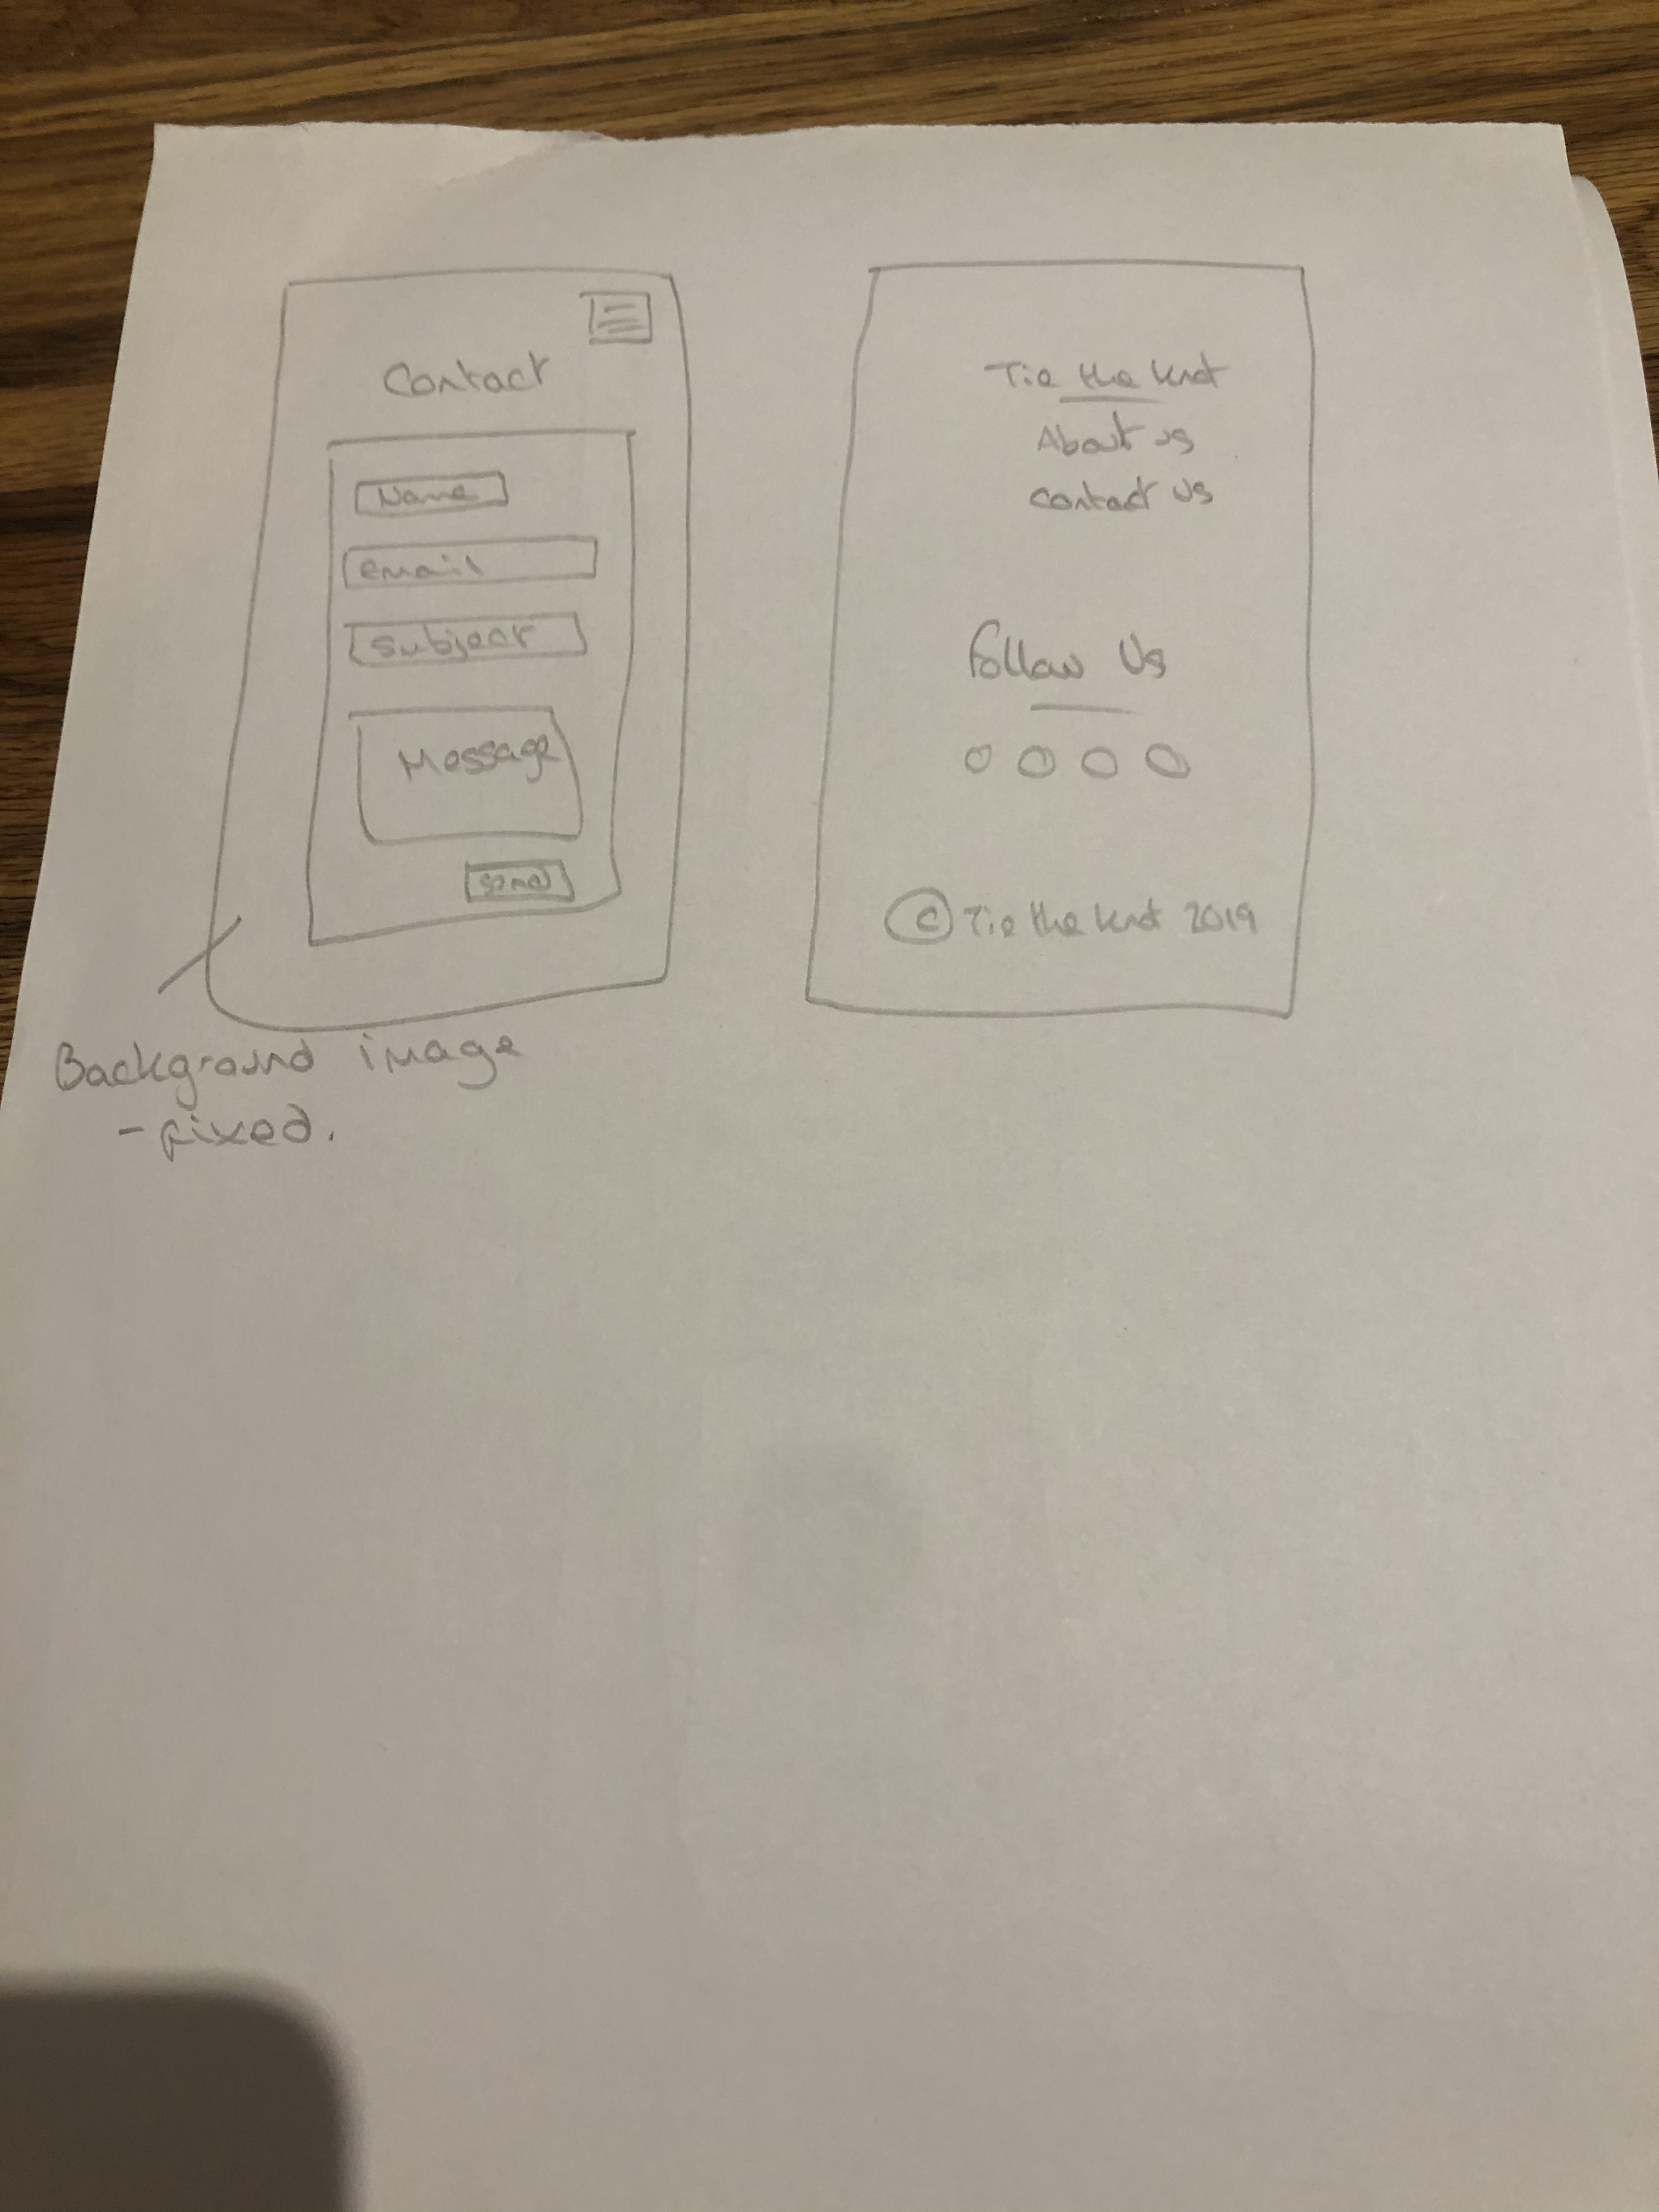 Contact
Name
email
Subject
Message
Send
Background image
- fixed.
Tie the knot
About us
Contact Us
Follow Us
© Tie the knot 2019